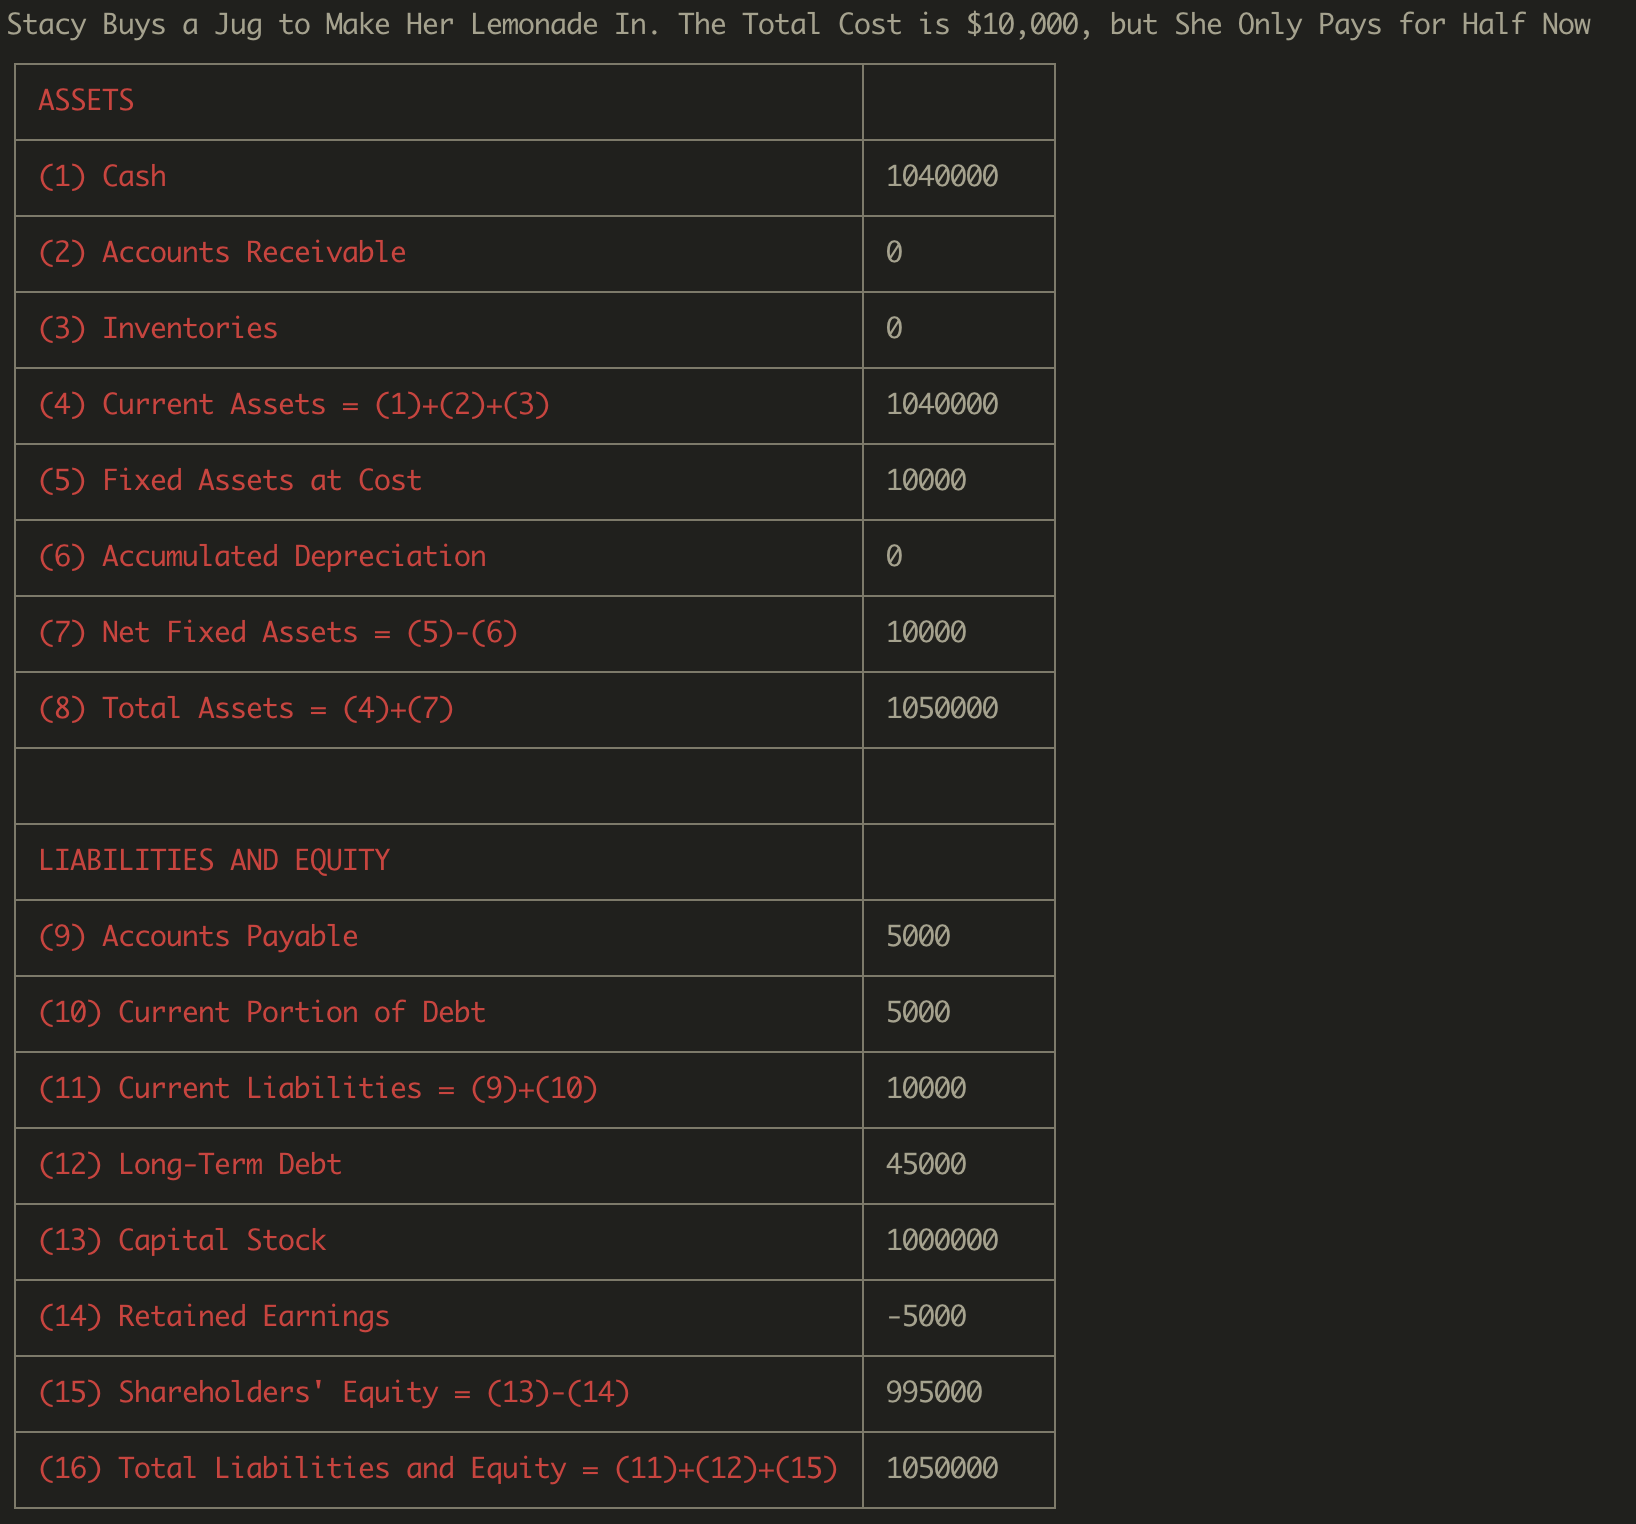 Stacy Buys a Jug to Make Her Lemonade In. The Total Cost is $10,000, but She Only Pays for Half Now
ASSETS
(1) Cash 1040000
(2) Accounts Receivable 0
(3) Inventories 0
(4) Current Assets = (1)+(2)+(3) 1040000
(5) Fixed Assets at Cost 10000
(6) Accumulated Depreciation 0
(7) Net Fixed Assets = (5)-(6) 10000
(8) Total Assets = (4)+(7) 1050000
LIABILITIES AND EQUITY
(9) Accounts Payable 5000
(10) Current Portion of Debt 5000
(11) Current Liabilities = (9)+(10) 10000
(12) Long-Term Debt 45000
(13) Capital Stock 1000000
(14) Retained Earnings -5000
(15) Shareholders' Equity = (13)-(14) 995000
(16) Total Liabilities and Equity = (11)+(12)+(15) 1050000